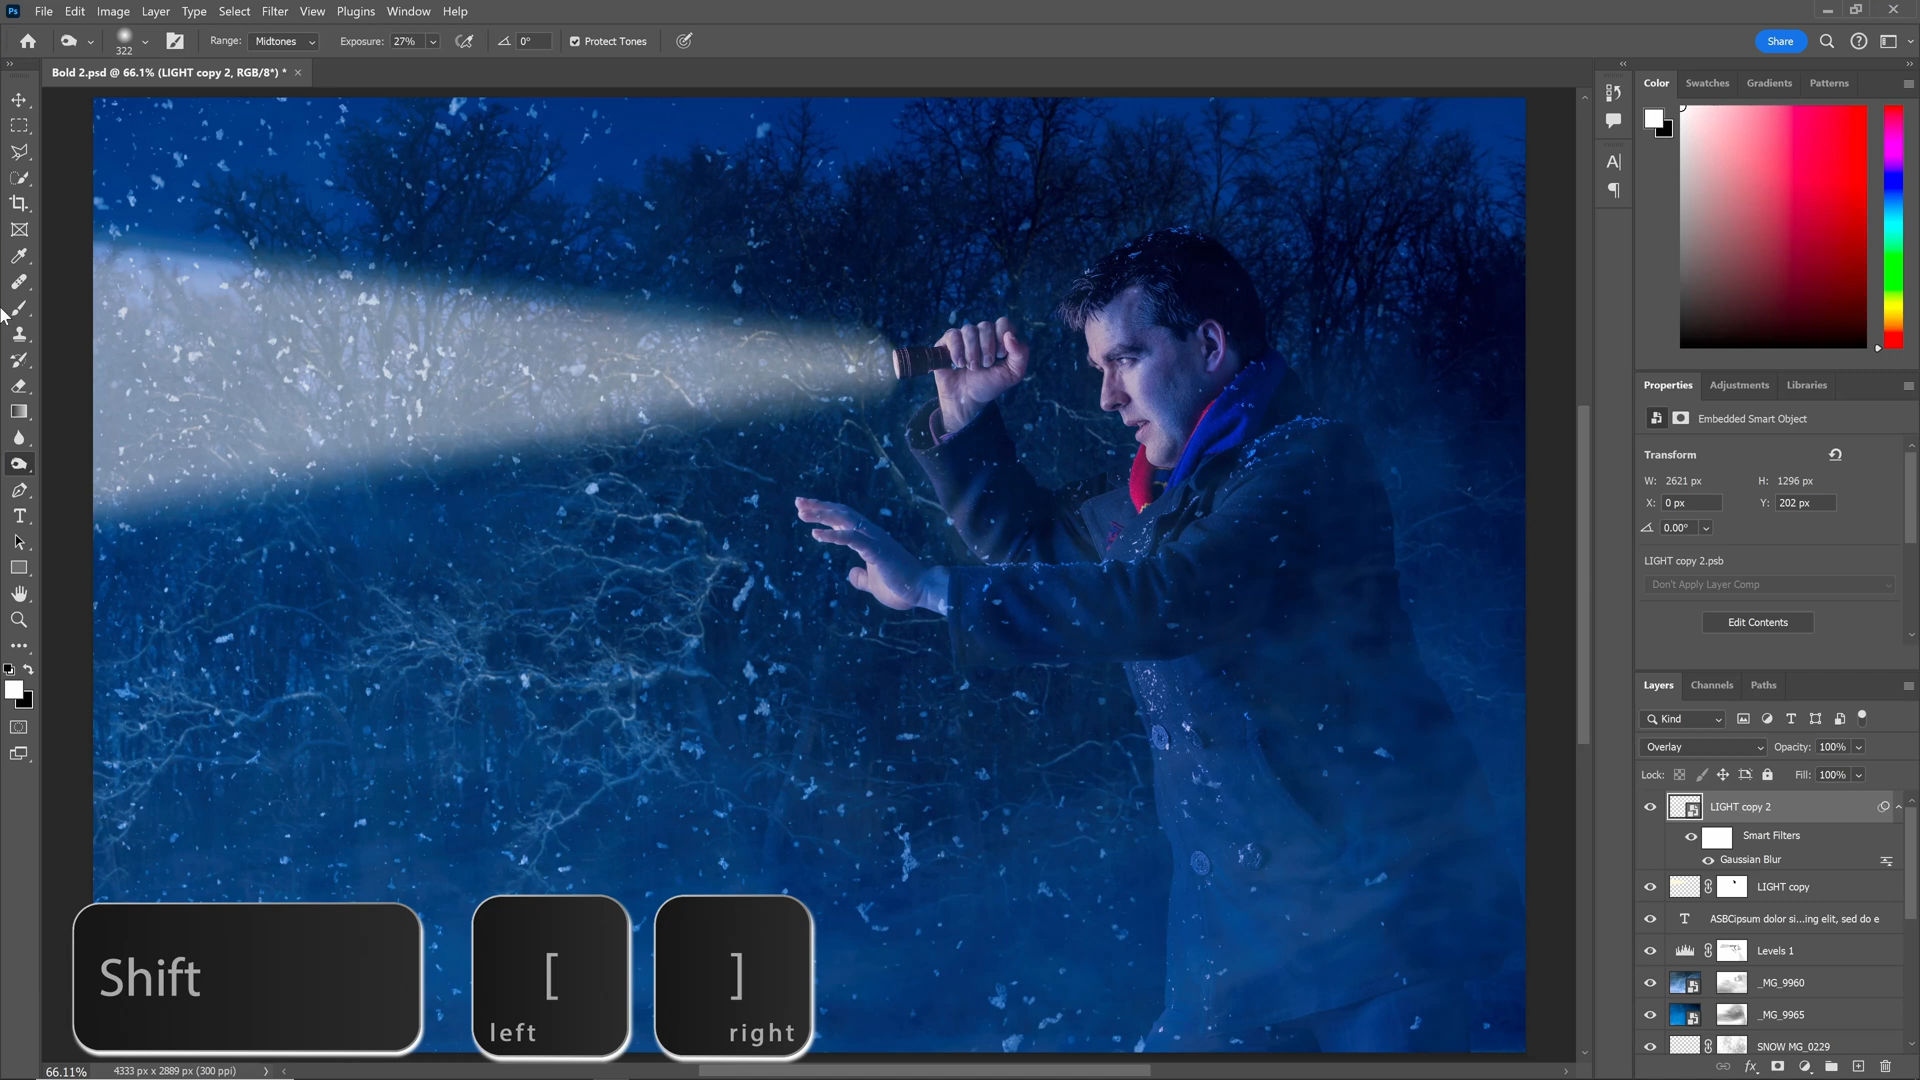 Ps File Edit Image Layer Type Select Filter View Plugins Window Help
322 Range: Midtones Exposure: 27% 0° Protect Tones Share
Bold 2.psd @ 66.1% (LIGHT copy 2, RGB/8*) * ×
Color Swatches Gradients Patterns
Properties Adjustments Libraries
Embedded Smart Object
Transform
W: 2621 px H: 1296 px
X: 0 px Y: 202 px
0.00°
LIGHT copy 2.psb
Don't Apply Layer Comp
Edit Contents
Layers Channels Paths
Kind
Overlay Opacity: 100%
Lock: Fill: 100%
LIGHT copy 2
Smart Filters
Gaussian Blur
LIGHT copy
ASBCipsum dolor si...ing elit, sed do e
Levels 1
_MG_9960
_MG_9965
SNOW MG_0229
Shift
[
left
]
right
66.11% 4333 px x 2889 px (300 ppi)